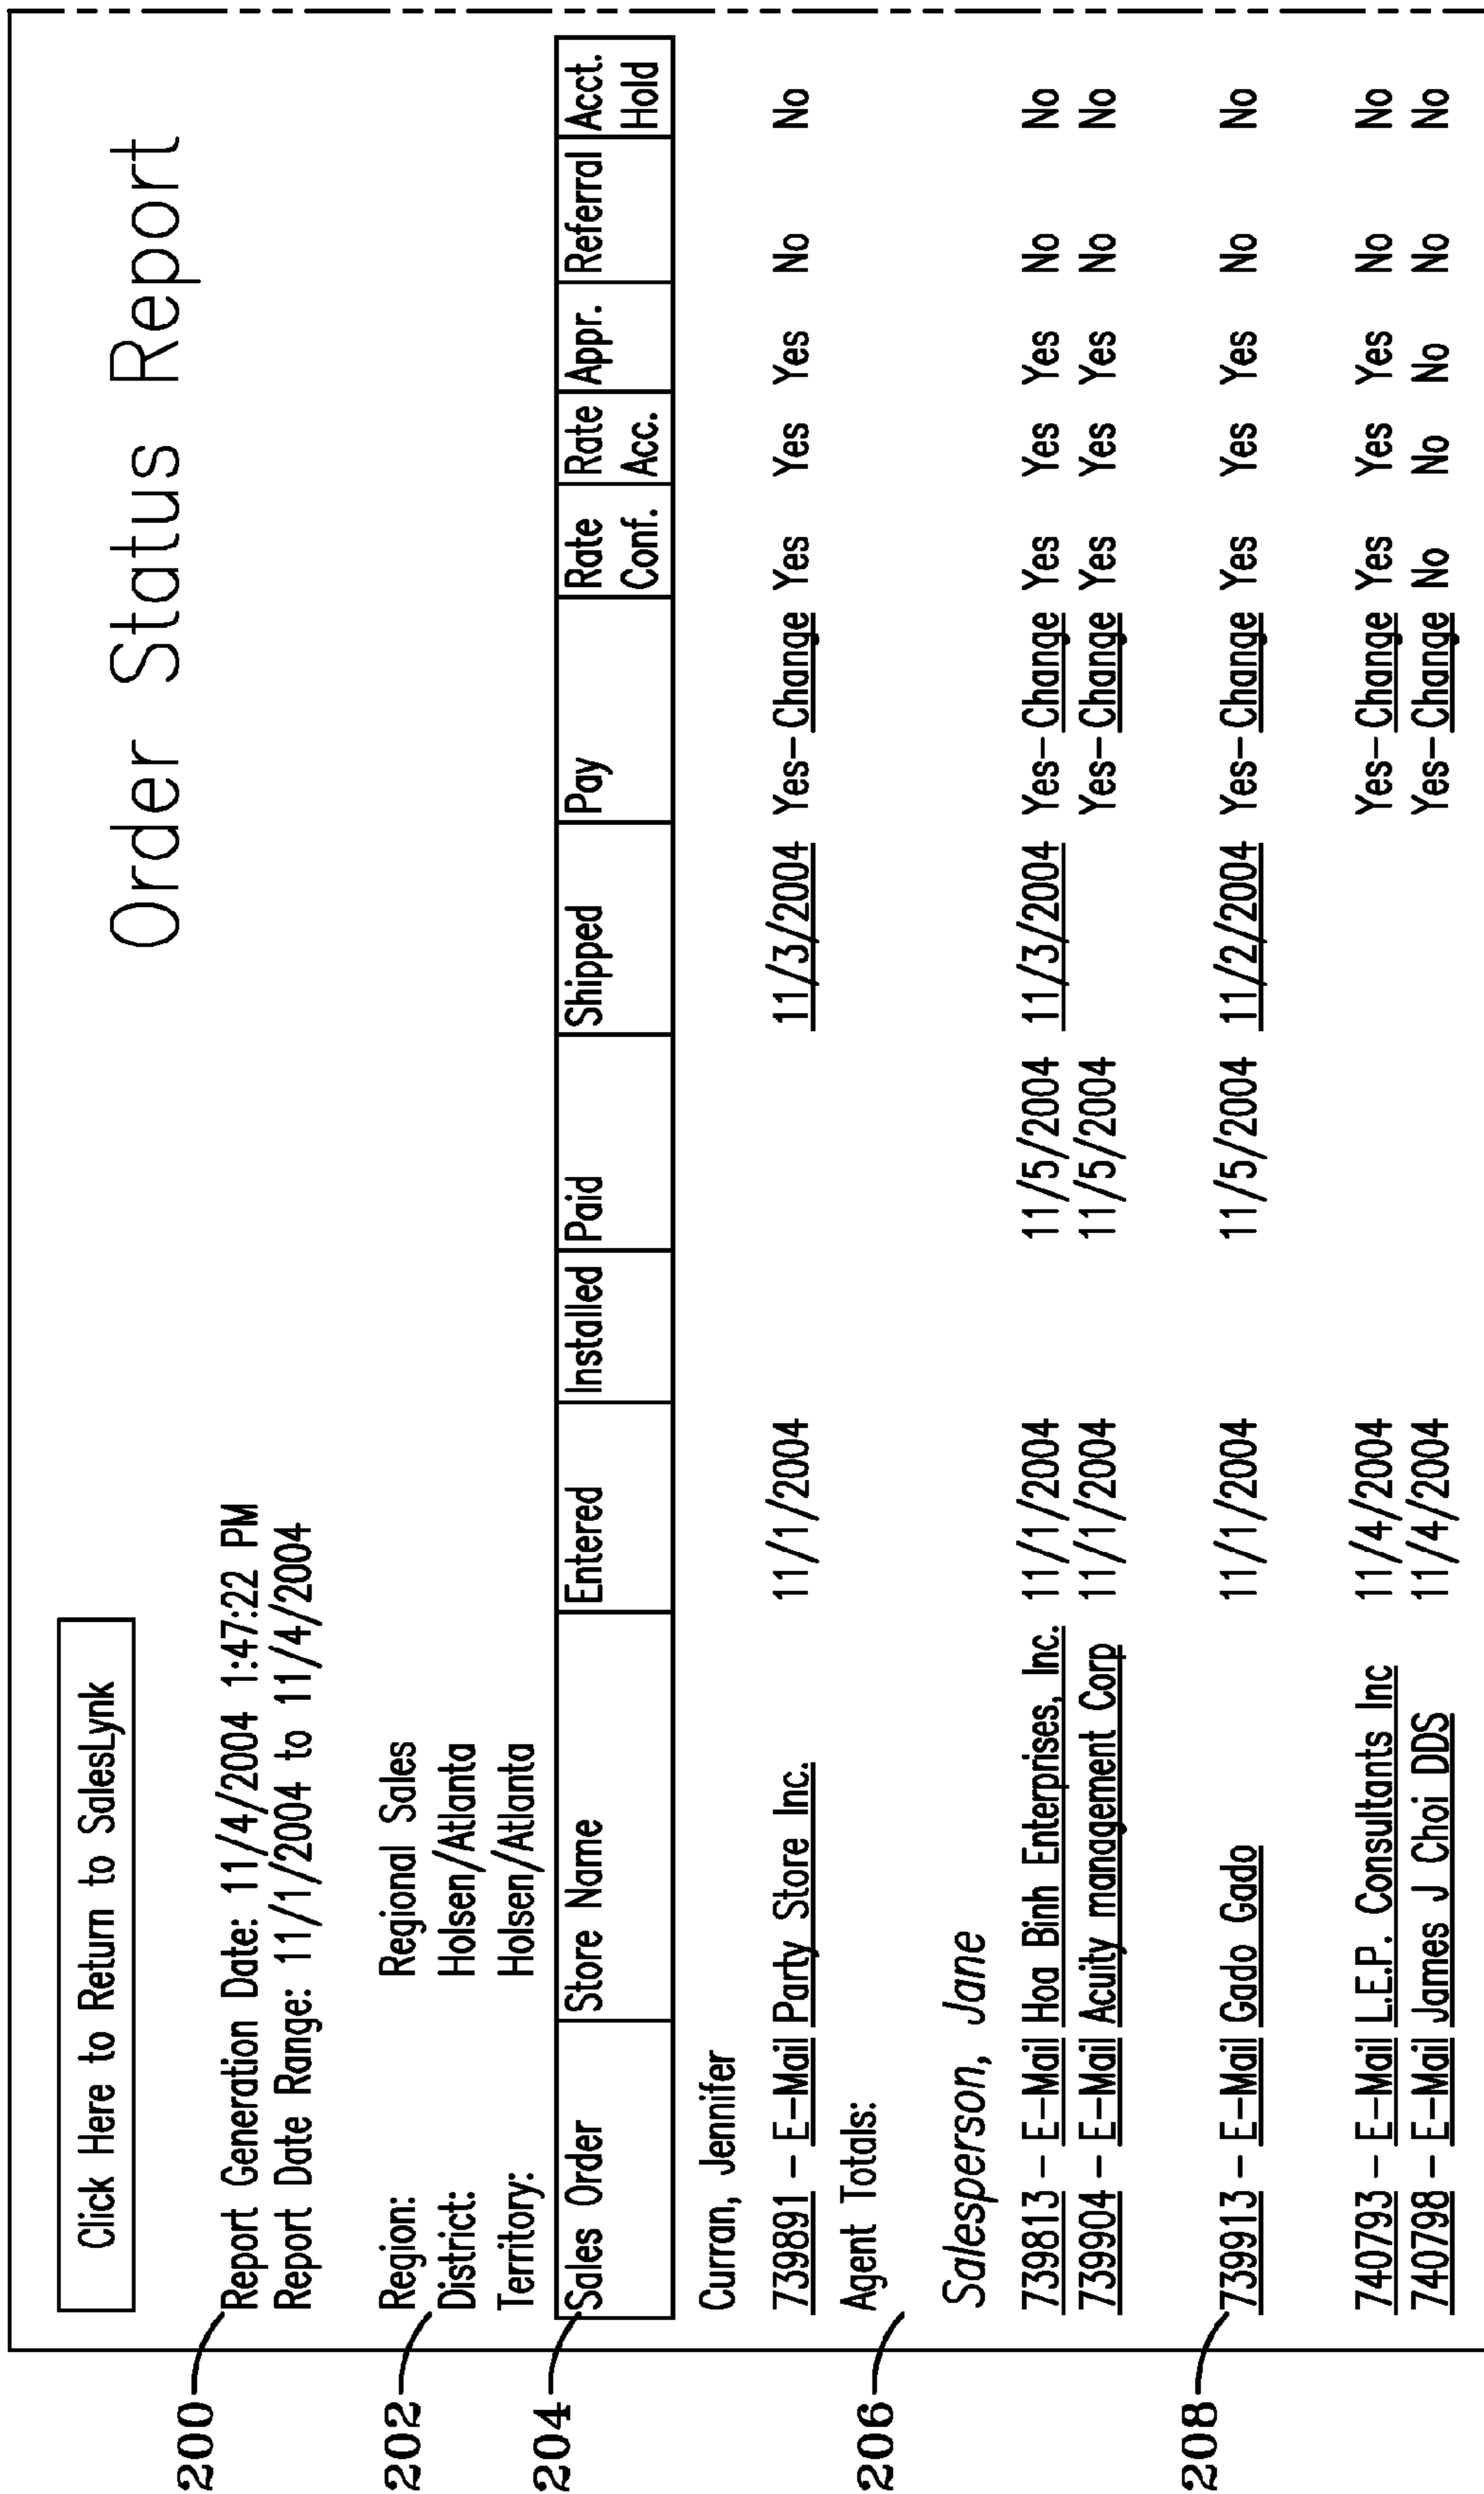 Click Here to Return to SalesLynk
Order Status Report
200
Report Generation Date: 11/4/2004 1:47:22 PM
Report Date Range: 11/1/2004 to 11/4/2004
202
Region: Regional Sales
District: Holsen/Atlanta
Territory: Holsen/Atlanta
204
Sales Order Store Name Entered Installed Paid Shipped Pay Rate Conf. Rate Acc. Appr. Referral Acct. Hold
Curran, Jennifer
739891 - E-Mail Party Store Inc. 11/1/2004 11/3/2004 Yes-Change Yes Yes Yes No No
206
Agent Totals:
Salesperson, Jane
739813 - E-Mail Hoa Binh Enterprises, Inc. 11/1/2004 11/5/2004 11/3/2004 Yes-Change Yes Yes Yes No No
739904 - E-Mail Acuity management Corp 11/1/2004 11/5/2004 Yes-Change Yes Yes Yes No No
208
739913 - E-Mail Gado Gado 11/1/2004 11/5/2004 11/2/2004 Yes-Change Yes Yes Yes No No
740793 - E-Mail L.E.P. Consultants Inc 11/4/2004 Yes-Change Yes Yes Yes No No
740798 - E-Mail James J Choi DDS 11/4/2004 Yes-Change No No No No No